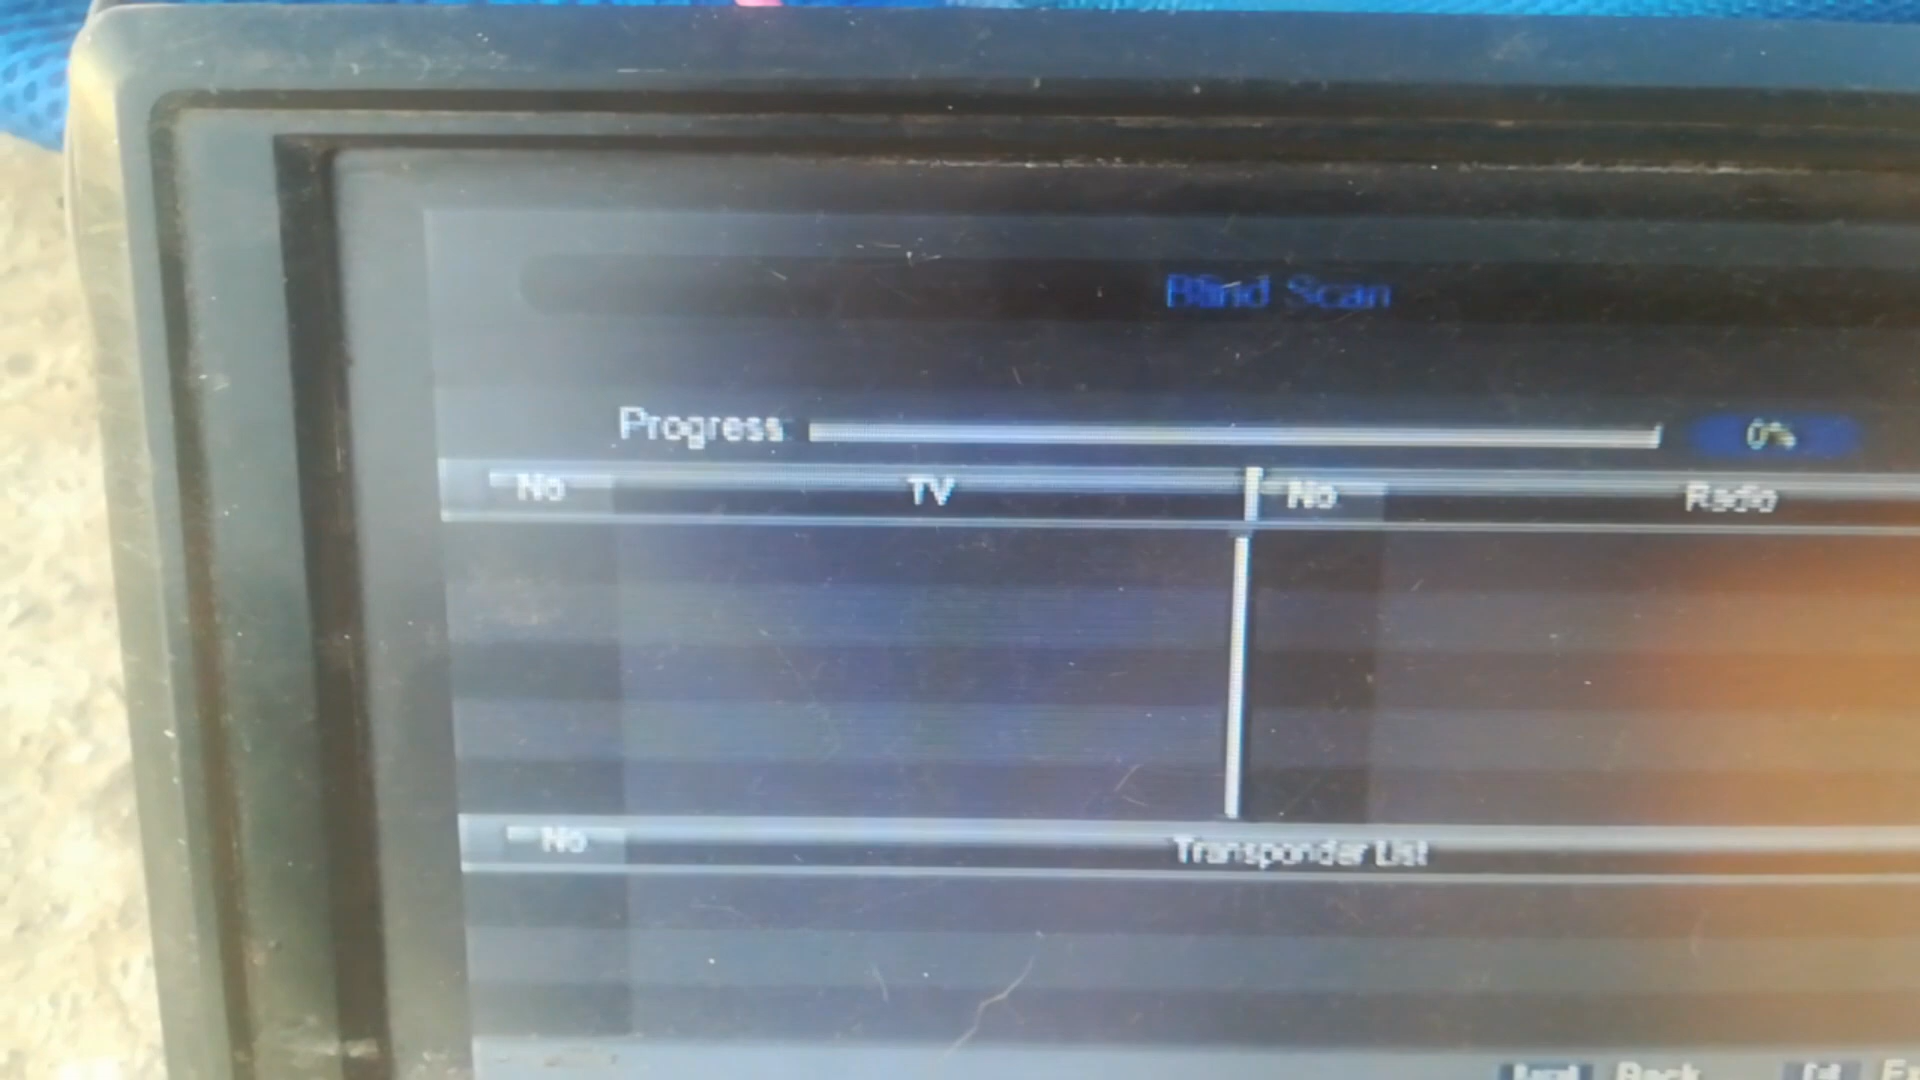 Blind Scan
Progress 0%
No TV No Radio
No Transponder List
Back